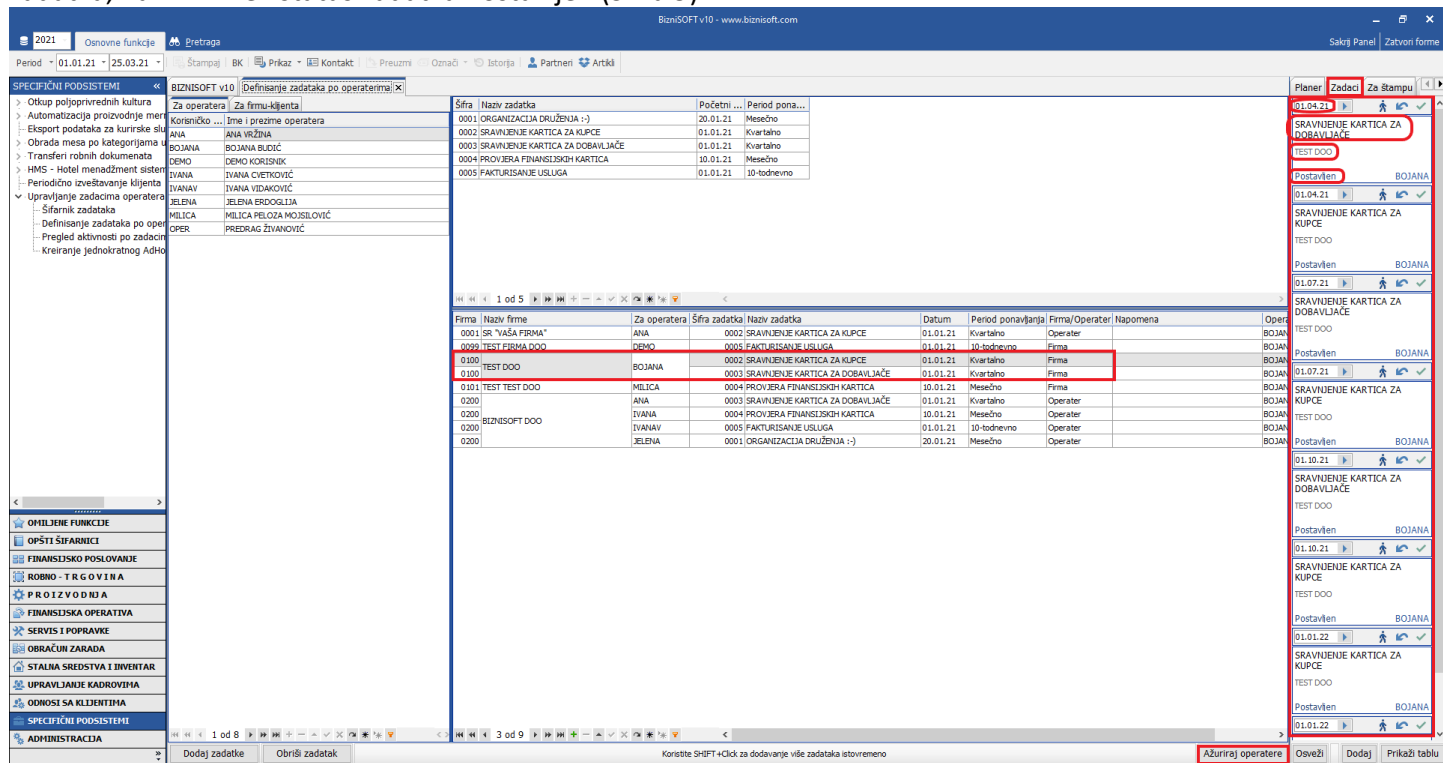 BizniSOFT v10 - www.biznisoft.com
2021 Osnovne funkcije Pretraga Sakrij Panel Zatvori forme
Period 01.01.21 25.03.21 Štampaj BK Prikaz Kontakt Preuzmi Označi Istorija Partneri Artikli
SPECIFIČNI PODSISTEMI «
Otkup poljoprivrednih kultura
Automatizacija proizvodnje mer
Eksport podataka za kurirske slu
Obrada mesa po kategorijama u
Transferi robnih dokumenata
HMS - Hotel menadžment sistem
Periodično izveštavanje klijenta
Upravljanje zadacima operatera
Šifarnik zadataka
Definisanje zadataka po oper
Pregled aktivnosti po zadacim
Kreiranje jednokratnog AdHo
OMILJENE FUNKCIJE
OPŠTI ŠIFARNICI
FINANSIJSKO POSLOVANJE
ROBNO - T R G O V I N A
P R O I Z V O D NJ A
FINANSIJSKA OPERATIVA
SERVIS I POPRAVKE
OBRAČUN ZARADA
STALNA SREDSTVA I INVENTAR
UPRAVLJANJE KADROVIMA
ODNOSI SA KLIJENTIMA
SPECIFIČNI PODSISTEMI
ADMINISTRACIJA
BIZNISOFT v10 Definisanje zadataka po operaterima
Za operatera Za firmu-klijenta
Korisničko ... Ime i prezime operatera
ANA ANA VRŽINA
BOJANA BOJANA BUDIĆ
DEMO DEMO KORISNIK
IVANA IVANA CVETKOVIĆ
IVANAV IVANA VIDAKOVIĆ
JELENA JELENA ERDOGLIJA
MILICA MILICA PELOZA MOJSILOVIĆ
OPER PREDRAG ŽIVANOVIĆ
1 od 8
Dodaj zadatke Obriši zadatak
Šifra Naziv zadatka Početni ... Period pona...
0001 ORGANIZACIJA DRUŽENJA :-) 20.01.21 Mesečno
0002 SRAVNJENJE KARTICA ZA KUPCE 01.01.21 Kvartalno
0003 SRAVNJENJE KARTICA ZA DOBAVLJAČE 01.01.21 Kvartalno
0004 PROVJERA FINANSIJSKIH KARTICA 10.01.21 Mesečno
0005 FAKTURISANJE USLUGA 01.01.21 10-todnevno
1 od 5
Firma Naziv firme Za operatera Šifra zadatka Naziv zadatka Datum Period ponavljanja Firma/Operater Napomena Opera
0001 SR "VAŠA FIRMA" ANA 0002 SRAVNJENJE KARTICA ZA KUPCE 01.01.21 Kvartalno Operater BOJAN
0099 TEST FIRMA DOO DEMO 0005 FAKTURISANJE USLUGA 01.01.21 10-todnevno Firma BOJAN
0100 TEST DOO BOJANA 0002 SRAVNJENJE KARTICA ZA KUPCE 01.01.21 Kvartalno Firma BOJAN
0100 0003 SRAVNJENJE KARTICA ZA DOBAVLJAČE 01.01.21 Kvartalno Firma BOJAN
0101 TEST TEST DOO MILICA 0004 PROVJERA FINANSIJSKIH KARTICA 10.01.21 Mesečno Firma BOJAN
0200 ANA 0003 SRAVNJENJE KARTICA ZA DOBAVLJAČE 01.01.21 Kvartalno Operater BOJAN
0200 BIZNISOFT DOO IVANA 0004 PROVJERA FINANSIJSKIH KARTICA 10.01.21 Mesečno Operater BOJAN
0200 IVANAV 0005 FAKTURISANJE USLUGA 01.01.21 10-todnevno Operater BOJAN
0200 JELENA 0001 ORGANIZACIJA DRUŽENJA :-) 20.01.21 Mesečno Operater BOJAN
3 od 9
Koristite SHIFT+Click za dodavanje više zadataka istovremeno
Ažuriraj operatere
Planer Zadaci Za štampu
01.04.21
SRAVNJENJE KARTICA ZA
DOBAVLJAČE
TEST DOO
Postavljen BOJANA
01.04.21
SRAVNJENJE KARTICA ZA
KUPCE
TEST DOO
Postavljen BOJANA
01.07.21
SRAVNJENJE KARTICA ZA
DOBAVLJAČE
TEST DOO
Postavljen BOJANA
01.07.21
SRAVNJENJE KARTICA ZA
KUPCE
TEST DOO
Postavljen BOJANA
01.10.21
SRAVNJENJE KARTICA ZA
DOBAVLJAČE
TEST DOO
Postavljen BOJANA
01.10.21
SRAVNJENJE KARTICA ZA
KUPCE
TEST DOO
Postavljen BOJANA
01.01.22
SRAVNJENJE KARTICA ZA
KUPCE
TEST DOO
Postavljen BOJANA
01.01.22
Osveži Dodaj Prikaži tablu